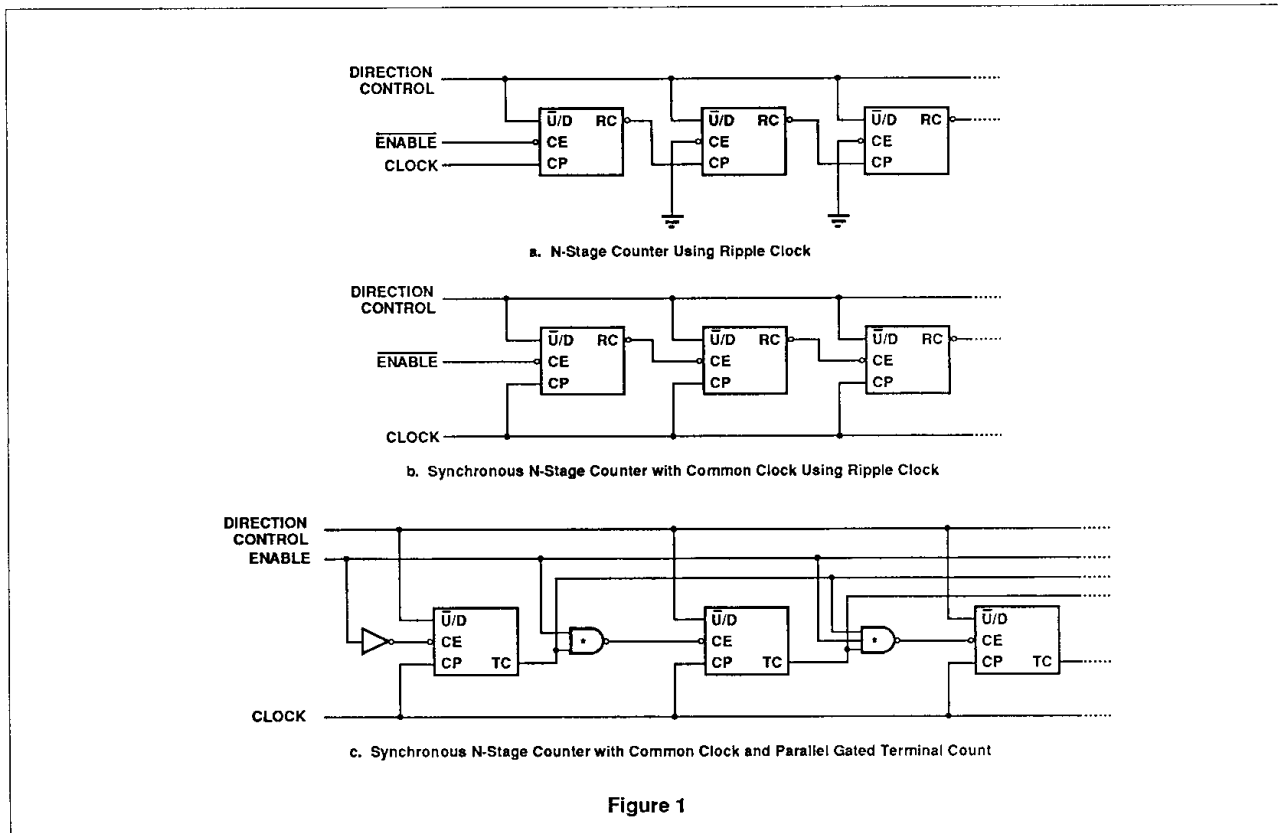 DIRECTION
CONTROL
U̅/D RC U̅/D RC U̅/D RC
E̅N̅A̅B̅L̅E̅ CE CE CE
CLOCK CP CP CP
a. N-Stage Counter Using Ripple Clock
DIRECTION
CONTROL
U̅/D RC U̅/D RC U̅/D RC
E̅N̅A̅B̅L̅E̅ CE CE CE
CP CP CP
CLOCK
b. Synchronous N-Stage Counter with Common Clock Using Ripple Clock
DIRECTION
CONTROL
ENABLE
U̅/D U̅/D U̅/D
CE * CE * CE
CP TC CP TC CP TC
CLOCK
c. Synchronous N-Stage Counter with Common Clock and Parallel Gated Terminal Count
Figure 1